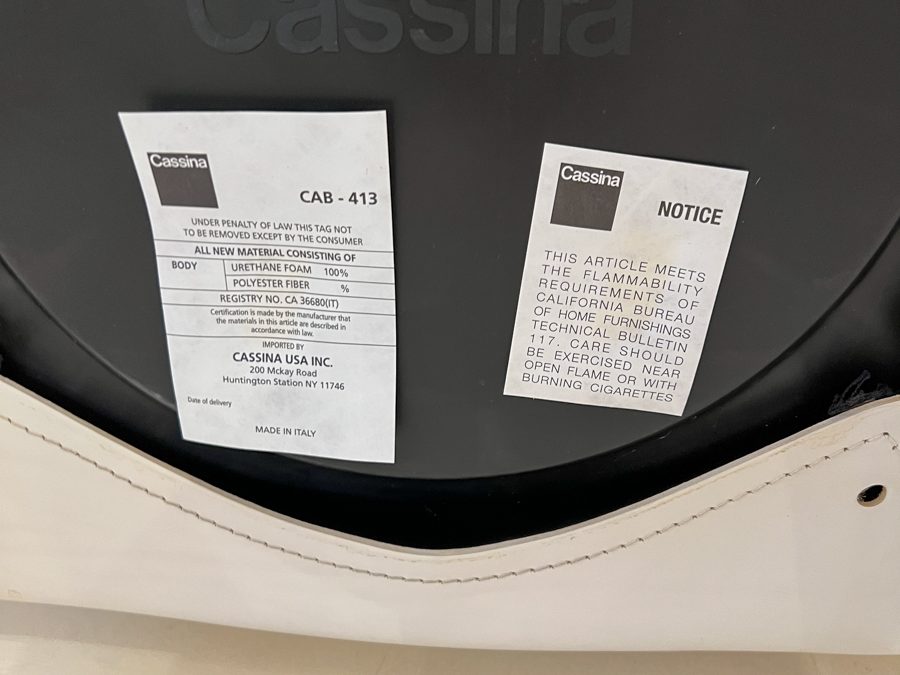 Cassina
Cassina
CAB - 413
UNDER PENALTY OF LAW THIS TAG NOT
TO BE REMOVED EXCEPT BY THE CONSUMER
ALL NEW MATERIAL CONSISTING OF
BODY URETHANE FOAM 100%
POLYESTER FIBER %
REGISTRY NO. CA 36680(IT)
Certification is made by the manufacturer that
the materials in this article are described in
accordance with law.
IMPORTED BY
CASSINA USA INC.
200 Mckay Road
Huntington Station NY 11746
Date of delivery
MADE IN ITALY
Cassina
NOTICE
THIS ARTICLE MEETS
THE FLAMMABILITY
REQUIREMENTS OF
CALIFORNIA BUREAU
OF HOME FURNISHINGS
TECHNICAL BULLETIN
117. CARE SHOULD
BE EXERCISED NEAR
OPEN FLAME OR WITH
BURNING CIGARETTES